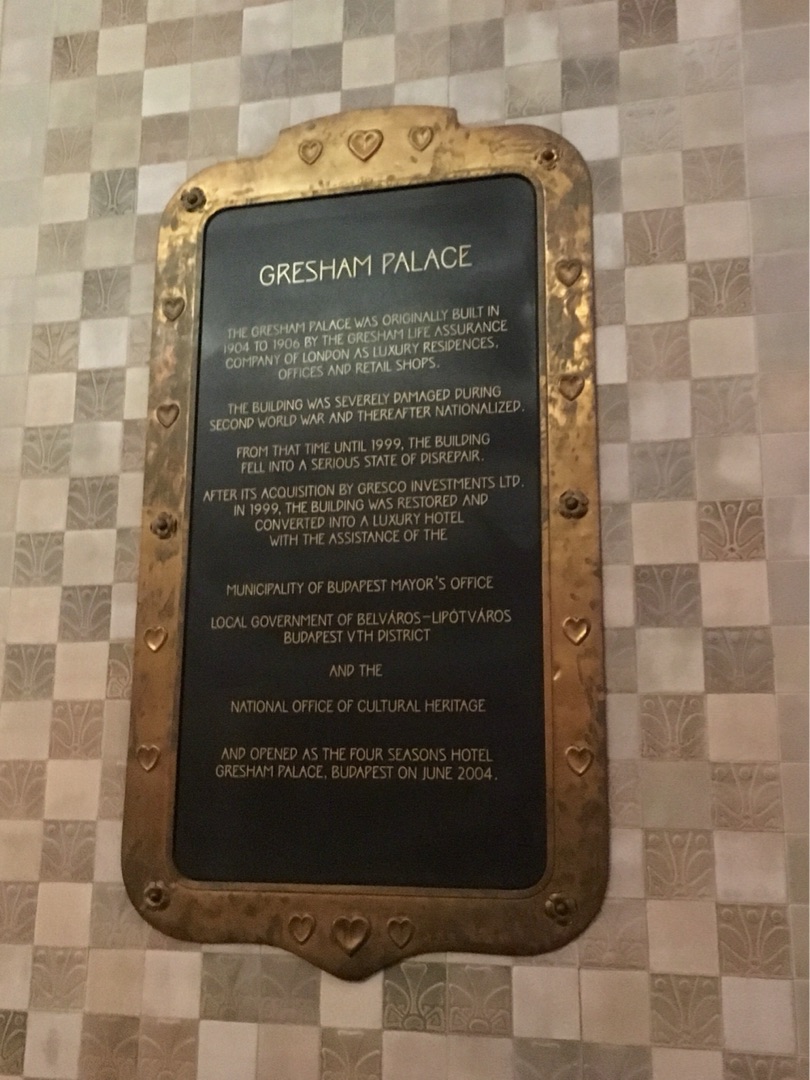 GRESHAM PALACE
THE GRESHAM PALACE WAS ORIGINALLY BUILT IN
1904 TO 1906 BY THE GRESHAM LIFE ASSURANCE
COMPANY OF LONDON AS LUXURY RESIDENCES,
OFFICES AND RETAIL SHOPS.
THE BUILDING WAS SEVERELY DAMAGED DURING
SECOND WORLD WAR AND THEREAFTER NATIONALIZED.
FROM THAT TIME UNTIL 1999, THE BUILDING
FELL INTO A SERIOUS STATE OF DISREPAIR.
AFTER ITS ACQUISITION BY GRESCO INVESTMENTS LTD.
IN 1999, THE BUILDING WAS RESTORED AND
CONVERTED INTO A LUXURY HOTEL
WITH THE ASSISTANCE OF THE
MUNICIPALITY OF BUDAPEST MAYOR'S OFFICE
LOCAL GOVERNMENT OF BELVÁROS-LIPÓTVÁROS
BUDAPEST VTH DISTRICT
AND THE
NATIONAL OFFICE OF CULTURAL HERITAGE
AND OPENED AS THE FOUR SEASONS HOTEL
GRESHAM PALACE, BUDAPEST ON JUNE 2004.